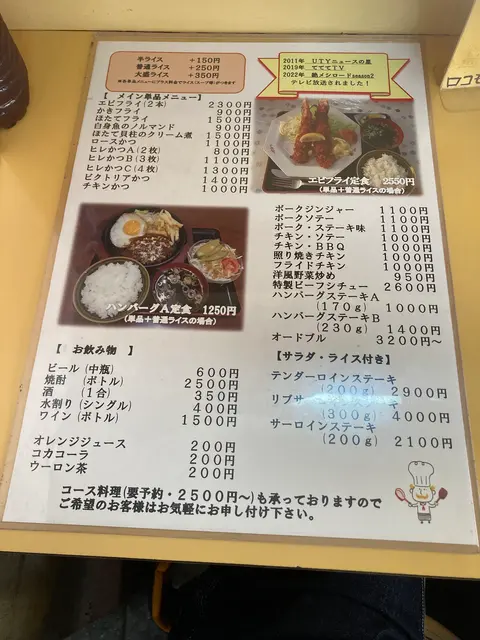 半ライス +150円
普通ライス +250円
大盛ライス +350円
2011年 UTYニュースの星
2019年 てててTV
2022年 絶メシロードseason2
テレビ放送されました!
【 メイン単品メニュー】
エビフライ(2本) 2300円
かきフライ 900円
ほたてフライ 1500円
白身魚のノルマンド 900円
ほたて貝柱のクリーム煮 1500円
ロースかつ 1100円
ヒレかつA(2枚) 800円
ヒレかつB(3枚) 1100円
ヒレかつC(4枚) 1300円
ビクトリアかつ 1400円
チキンかつ 1000円
エビフライ定食 2550円
(単品+普通ライスの場合)
ハンバーグA定食 1250円
(単品+普通ライスの場合)
ポークジンジャー 1100円
ポークソテー 1100円
ポーク・ステーキ味 1100円
チキン・ソテー 1000円
チキン・BBQ 1000円
照り焼きチキン 1000円
フライドチキン 1000円
洋風野菜炒め 950円
特製ビーフシチュー 2600円
ハンバーグステーキA
(170g) 1000円
ハンバーグステーキB
(230g) 1400円
オードブル 3200円~
【 お飲み物 】
ビール (中瓶) 600円
焼酎 (ボトル) 2500円
酒 (1合) 350円
水割り (シングル) 400円
ワイン (ボトル) 1500円
オレンジジュース 200円
コカコーラ 200円
ウーロン茶 200円
【サラダ・ライス付き】
テンダーロインステーキ
(200g) 2900円
リブサ
(300g) 4000円
サーロインステーキ
(200g) 2100円
コース料理(要予約・2500円~)も承っておりますので
ご希望のお客様はお気軽にお申し付け下さい。